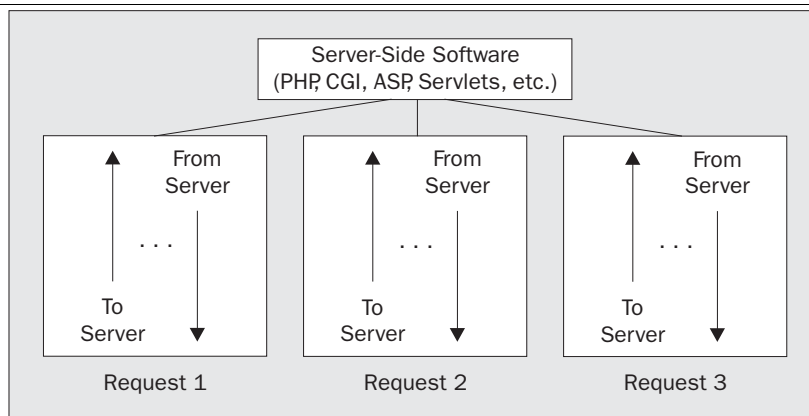 Server-Side Software
(PHP, CGI, ASP, Servlets, etc.)
From
Server
. . .
To
Server
Request 1
From
Server
. . .
To
Server
Request 2
From
Server
. . .
To
Server
Request 3